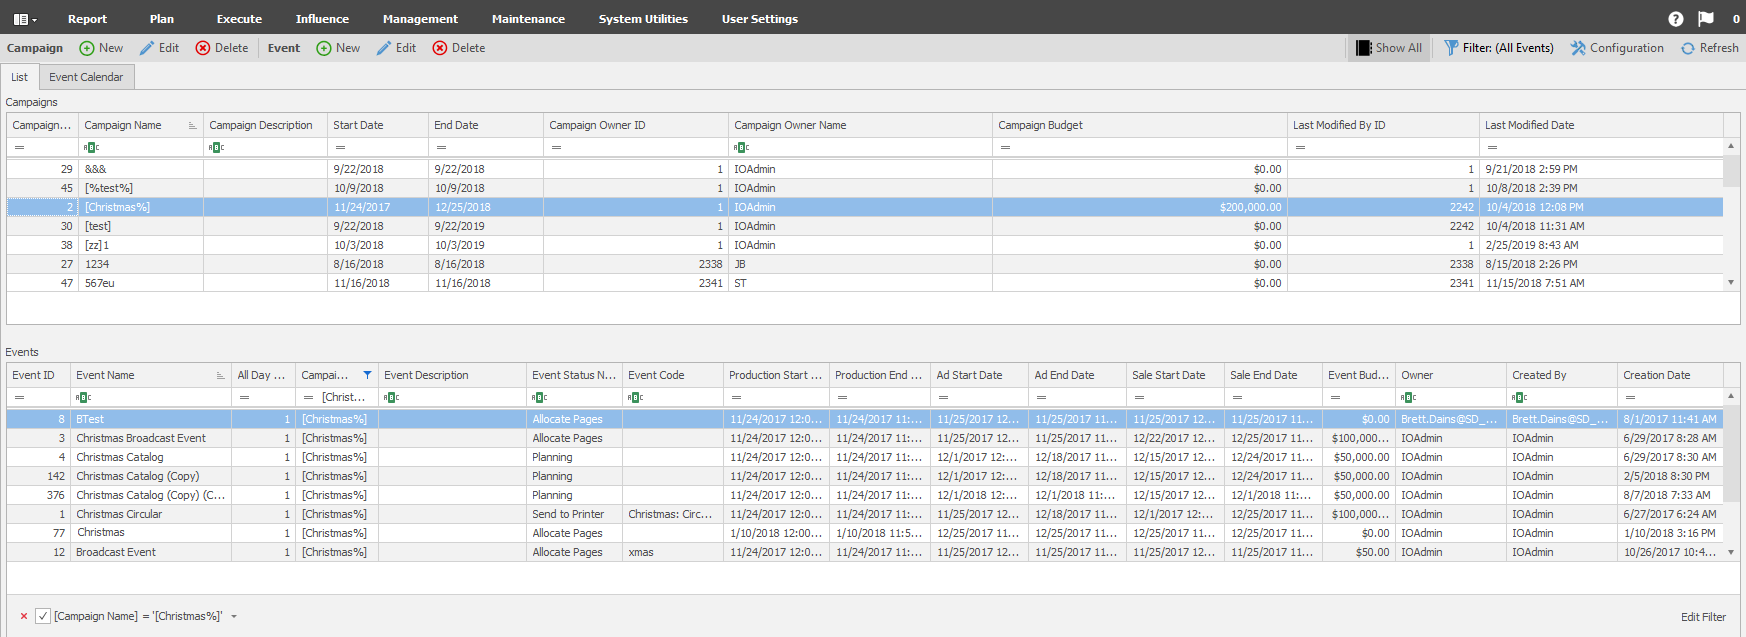 Report Plan Execute Influence Management Maintenance System Utilities User Settings ? 0
Campaign New Edit Delete Event New Edit Delete Show All Filter: (All Events) Configuration Refresh
List Event Calendar
Campaigns
Campaign... Campaign Name Campaign Description Start Date End Date Campaign Owner ID Campaign Owner Name Campaign Budget Last Modified By ID Last Modified Date
= ABC ABC = = = ABC = = =
29 &&& 9/22/2018 9/22/2018 1 IOAdmin $0.00 1 9/21/2018 2:59 PM
45 [%test%] 10/9/2018 10/9/2018 1 IOAdmin $0.00 1 10/8/2018 2:39 PM
2 [Christmas%] 11/24/2017 12/25/2018 1 IOAdmin $200,000.00 2242 10/4/2018 12:08 PM
30 [test] 9/22/2018 9/22/2019 1 IOAdmin $0.00 2242 10/4/2018 11:31 AM
38 [zz]1 10/3/2018 10/3/2019 1 IOAdmin $0.00 1 2/25/2019 8:43 AM
27 1234 8/16/2018 8/16/2018 2338 JB $0.00 2338 8/15/2018 2:26 PM
47 567eu 11/16/2018 11/16/2018 2341 ST $0.00 2341 11/15/2018 7:51 AM
Events
Event ID Event Name All Day ... Campai... Event Description Event Status N... Event Code Production Start ... Production End ... Ad Start Date Ad End Date Sale Start Date Sale End Date Event Bud... Owner Created By Creation Date
= ABC = = [Christ... ABC ABC ABC = = = = = = = ABC ABC =
8 BTest 1 [Christmas%] Allocate Pages 11/24/2017 12:0... 11/24/2017 11:... 11/25/2017 12... 11/25/2017 11... 11/25/2017 12... 11/25/2017 11... $0.00 Brett.Dains@SD_... Brett.Dains@SD_... 8/1/2017 11:41 AM
3 Christmas Broadcast Event 1 [Christmas%] Allocate Pages 11/24/2017 12:0... 11/24/2017 11:... 11/25/2017 12... 12/25/2017 11... 12/22/2017 12... 12/25/2017 11... $100,000... IOAdmin IOAdmin 6/29/2017 8:28 AM
4 Christmas Catalog 1 [Christmas%] Planning 11/24/2017 12:0... 11/24/2017 11:... 12/1/2017 12:... 12/18/2017 11... 12/15/2017 12... 12/24/2017 11... $50,000.00 IOAdmin IOAdmin 6/29/2017 8:30 AM
142 Christmas Catalog (Copy) 1 [Christmas%] Planning 11/24/2017 12:0... 11/24/2017 11:... 12/1/2017 12:... 12/18/2017 11... 12/15/2017 12... 12/24/2017 11... $50,000.00 IOAdmin IOAdmin 2/5/2018 8:30 PM
376 Christmas Catalog (Copy) (C... 1 [Christmas%] Planning 11/24/2017 12:0... 11/24/2017 11:... 12/1/2018 12:... 12/1/2018 11:... 12/15/2017 12... 12/1/2018 11:... $50,000.00 IOAdmin IOAdmin 8/7/2018 7:33 AM
1 Christmas Circular 1 [Christmas%] Send to Printer Christmas: Circ... 11/24/2017 12:0... 11/24/2017 11:... 11/25/2017 12... 12/18/2017 11... 12/1/2017 12:... 12/25/2017 11... $100,000... IOAdmin IOAdmin 6/27/2017 6:24 AM
77 Christmas 1 [Christmas%] Allocate Pages 1/10/2018 12:00... 1/10/2018 11:5... 11/25/2017 12... 11/25/2017 11... 11/25/2017 12... 11/25/2017 11... $0.00 IOAdmin IOAdmin 1/10/2018 3:16 PM
12 Broadcast Event 1 [Christmas%] Allocate Pages xmas 11/24/2017 12:0... 11/24/2017 11:... 11/25/2017 12... 11/25/2017 11... 11/25/2017 12... 11/25/2017 11... $50.00 IOAdmin IOAdmin 10/26/2017 10:4...
[Campaign Name] = '[Christmas%]' Edit Filter